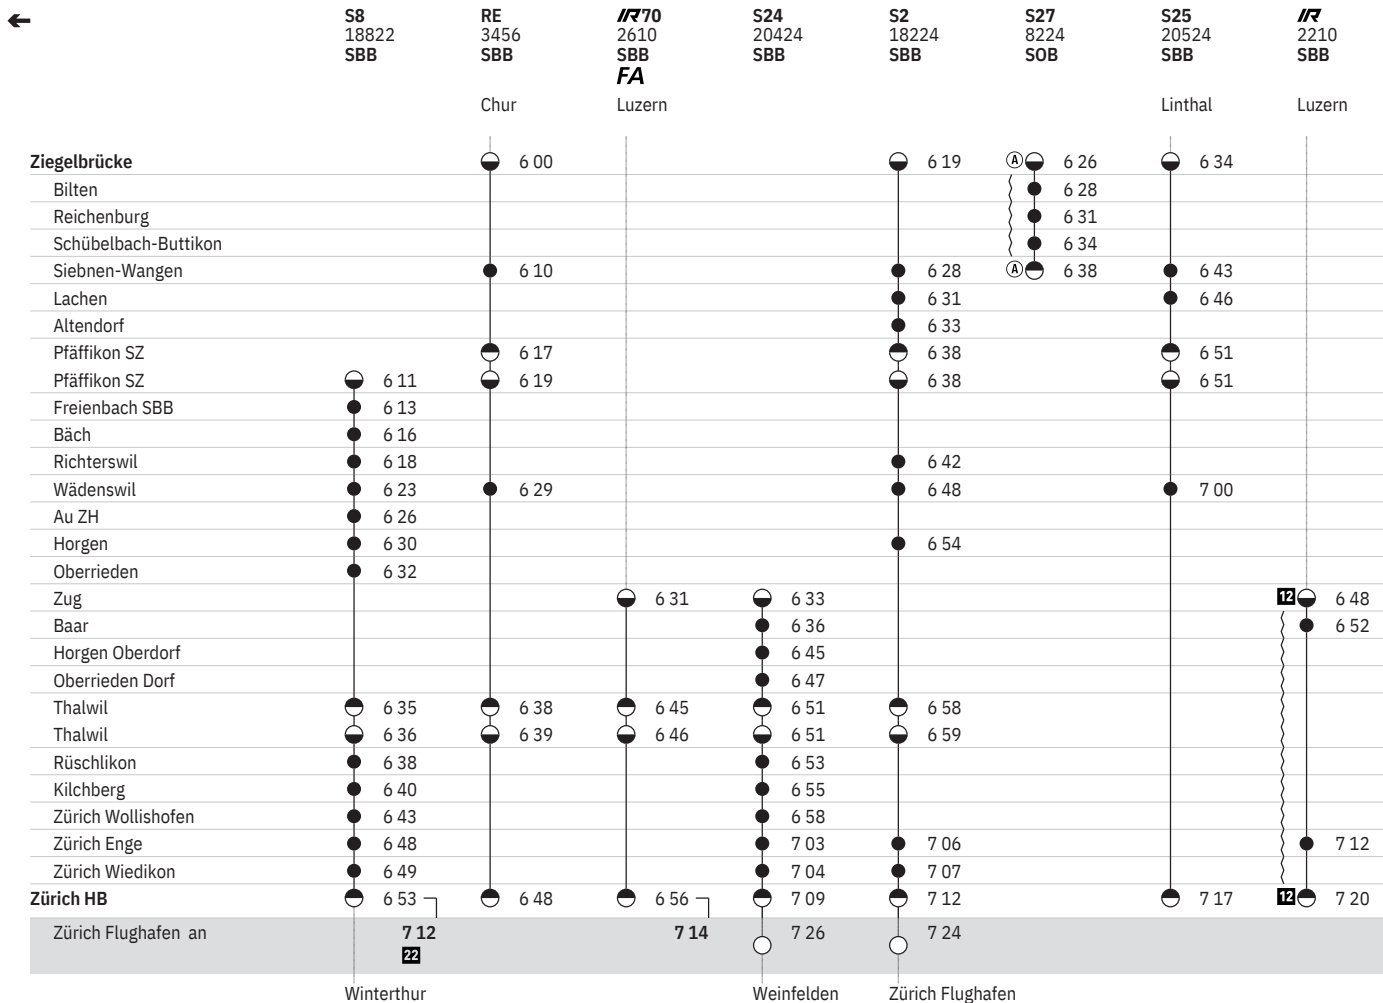 ← S8 RE IR70 S24 S2 S27 S25 IR
18822 3456 2610 20424 18224 8224 20524 2210
SBB SBB SBB SBB SBB SOB SBB SBB
FA
Chur Luzern Linthal Luzern
Ziegelbrücke 6 00 6 19 A 6 26 6 34
Bilten 6 28
Reichenburg 6 31
Schübelbach-Buttikon 6 34
Siebnen-Wangen 6 10 6 28 A 6 38 6 43
Lachen 6 31 6 46
Altendorf 6 33
Pfäffikon SZ 6 17 6 38 6 51
Pfäffikon SZ 6 11 6 19 6 38 6 51
Freienbach SBB 6 13
Bäch 6 16
Richterswil 6 18 6 42
Wädenswil 6 23 6 29 6 48 7 00
Au ZH 6 26
Horgen 6 30 6 54
Oberrieden 6 32
Zug 6 31 6 33 12 6 48
Baar 6 36 6 52
Horgen Oberdorf 6 45
Oberrieden Dorf 6 47
Thalwil 6 35 6 38 6 45 6 51 6 58
Thalwil 6 36 6 39 6 46 6 51 6 59
Rüschlikon 6 38 6 53
Kilchberg 6 40 6 55
Zürich Wollishofen 6 43 6 58
Zürich Enge 6 48 7 03 7 06 7 12
Zürich Wiedikon 6 49 7 04 7 07
Zürich HB 6 53 6 48 6 56 7 09 7 12 7 17 12 7 20
Zürich Flughafen an 7 12 7 14 7 26 7 24
22
Winterthur Weinfelden Zürich Flughafen